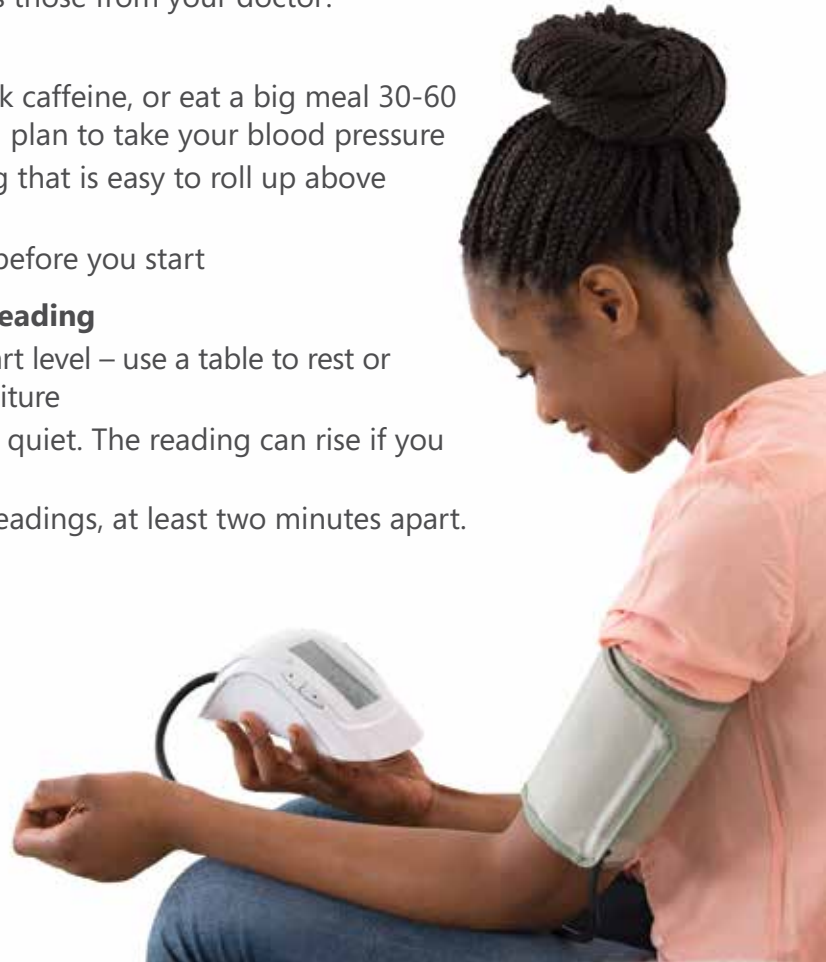 those from your doctor.
k caffeine, or eat a big meal 30-60
plan to take your blood pressure
g that is easy to roll up above
before you start
eading
rt level – use a table to rest or
iture
quiet. The reading can rise if you
eadings, at least two minutes apart.